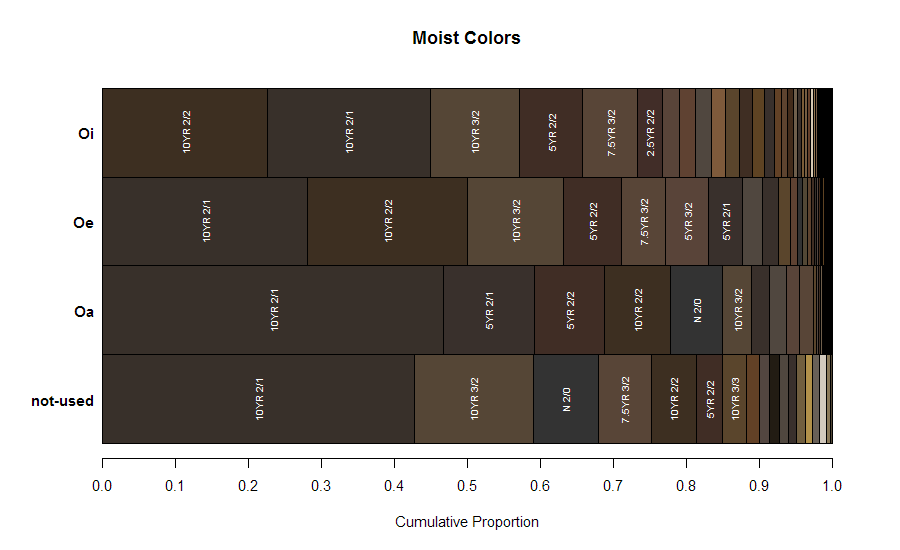 Moist Colors
Oi
10YR 2/2
10YR 2/1
10YR 3/2
5YR 2/2
7.5YR 3/2
2.5YR 2/2
Oe
10YR 2/1
10YR 2/2
10YR 3/2
5YR 2/2
7.5YR 3/2
5YR 3/2
5YR 2/1
Oa
10YR 2/1
5YR 2/1
5YR 2/2
10YR 2/2
N 2/0
10YR 3/2
not-used
10YR 2/1
10YR 3/2
N 2/0
7.5YR 3/2
10YR 2/2
5YR 2/2
10YR 3/3
0.0 0.1 0.2 0.3 0.4 0.5 0.6 0.7 0.8 0.9 1.0
Cumulative Proportion